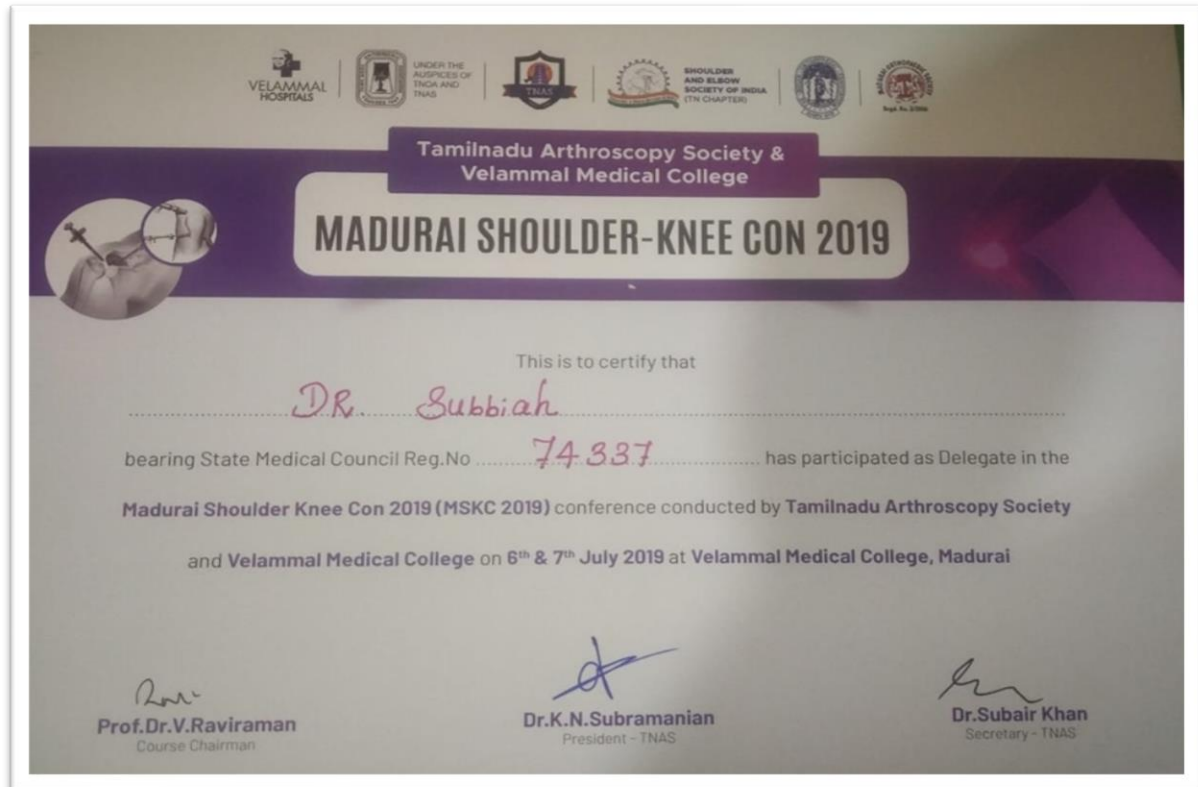 VELAMMAL
HOSPITALS
UNDER THE
AUSPICES OF
TNOA AND
TNAS
TNAS
SHOULDER
AND ELBOW
SOCIETY OF INDIA
(TN CHAPTER)
Tamilnadu Arthroscopy Society &
Velammal Medical College
MADURAI SHOULDER-KNEE CON 2019
This is to certify that
DR. Subbiah
bearing State Medical Council Reg.No 74337 has participated as Delegate in the
Madurai Shoulder Knee Con 2019 (MSKC 2019) conference conducted by Tamilnadu Arthroscopy Society
and Velammal Medical College on 6th & 7th July 2019 at Velammal Medical College, Madurai
Prof.Dr.V.Raviraman
Course Chairman
Dr.K.N.Subramanian
President - TNAS
Dr.Subair Khan
Secretary - TNAS